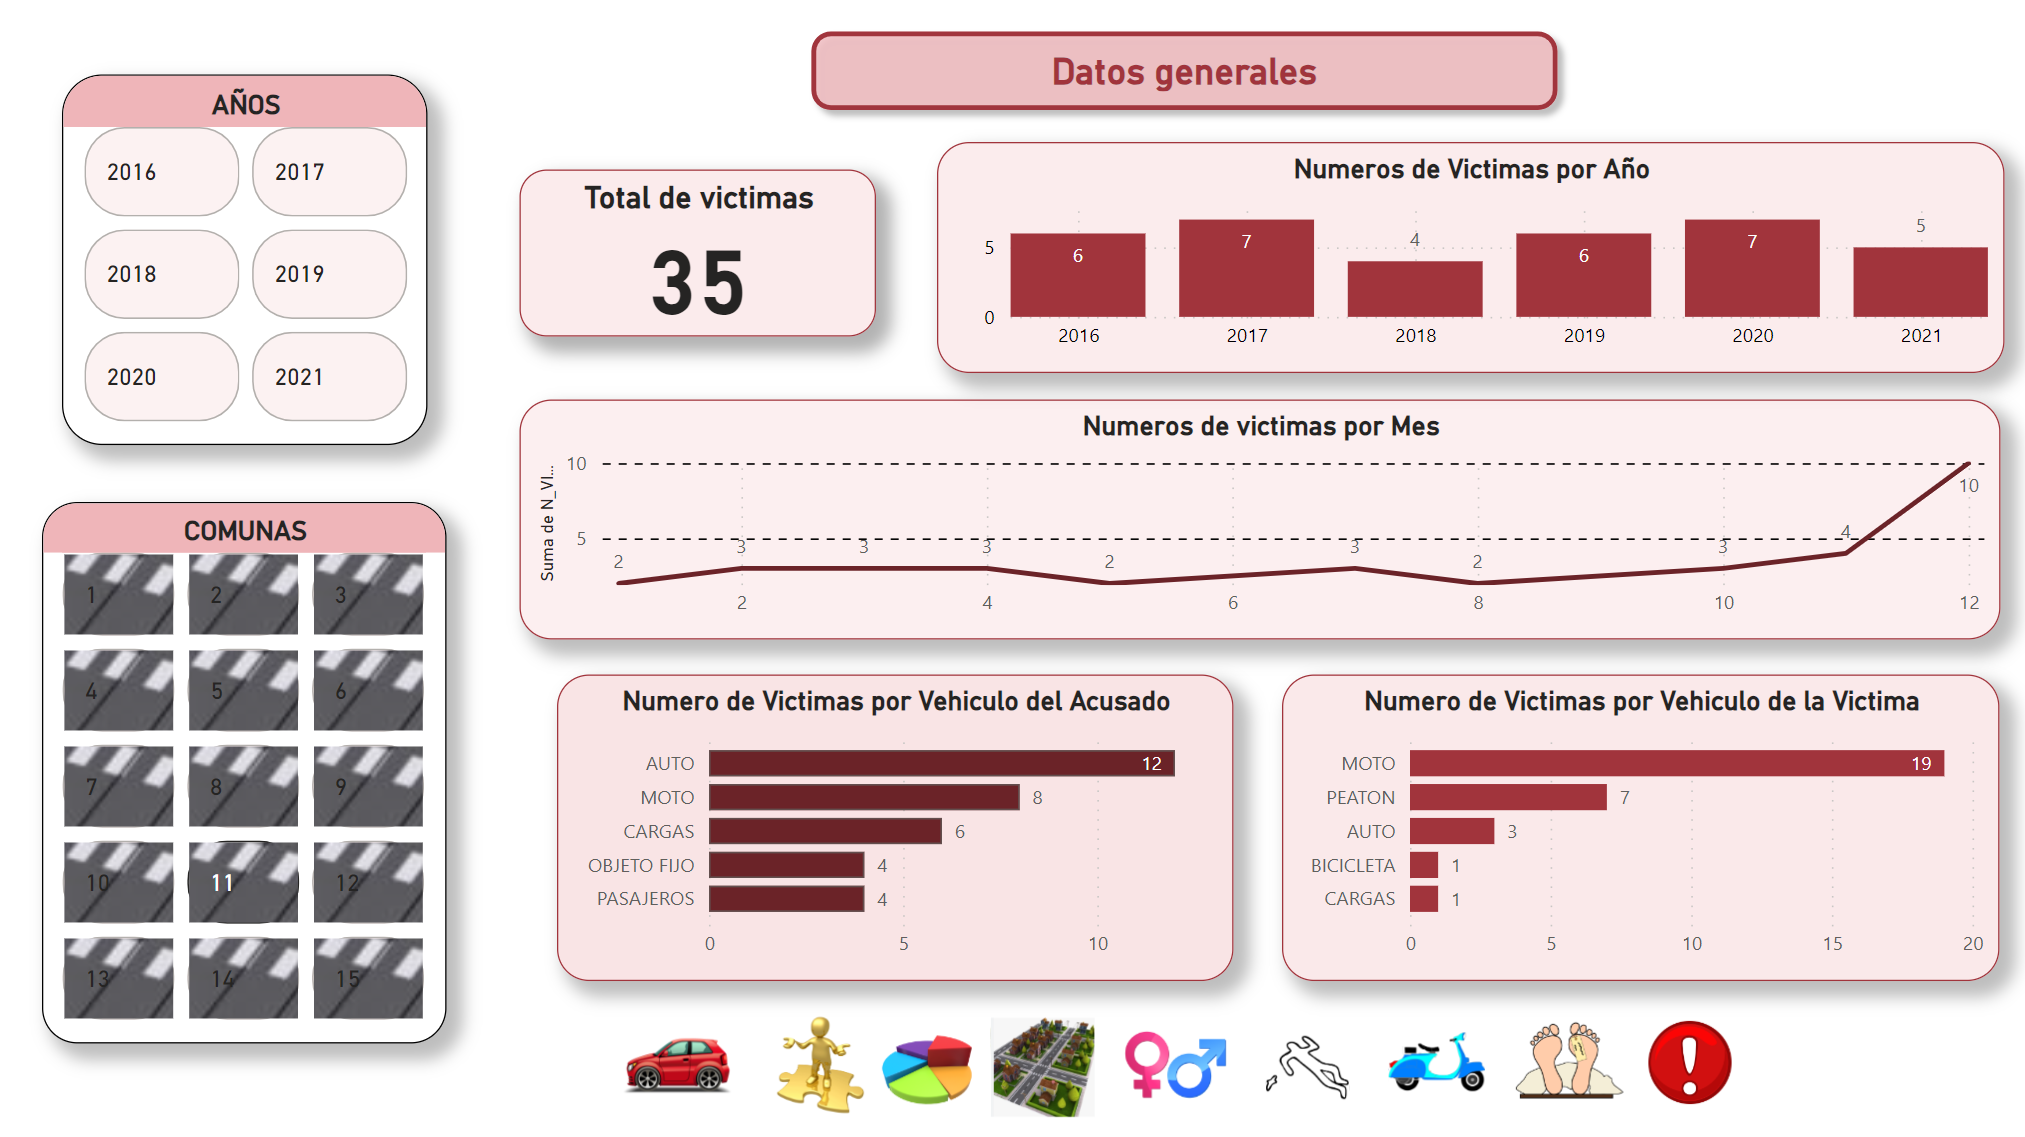 Datos generales
AÑOS
2016
2017
2018
2019
2020
2021
COMUNAS
1
2
3
4
5
6
7
8
9
10
11
12
13
14
15
Total de victimas
35
Numeros de Victimas por Año
5
0
6
7
4
6
7
5
2016
2017
2018
2019
2020
2021
Numeros de victimas por Mes
Suma de N_VI...
10
5
2
3
3
3
2
3
2
3
4
10
2
4
6
8
10
12
Numero de Victimas por Vehiculo del Acusado
AUTO 12
MOTO 8
CARGAS 6
OBJETO FIJO 4
PASAJEROS 4
0 5 10
Numero de Victimas por Vehiculo de la Victima
MOTO 19
PEATON 7
AUTO 3
BICICLETA 1
CARGAS 1
0 5 10 15 20